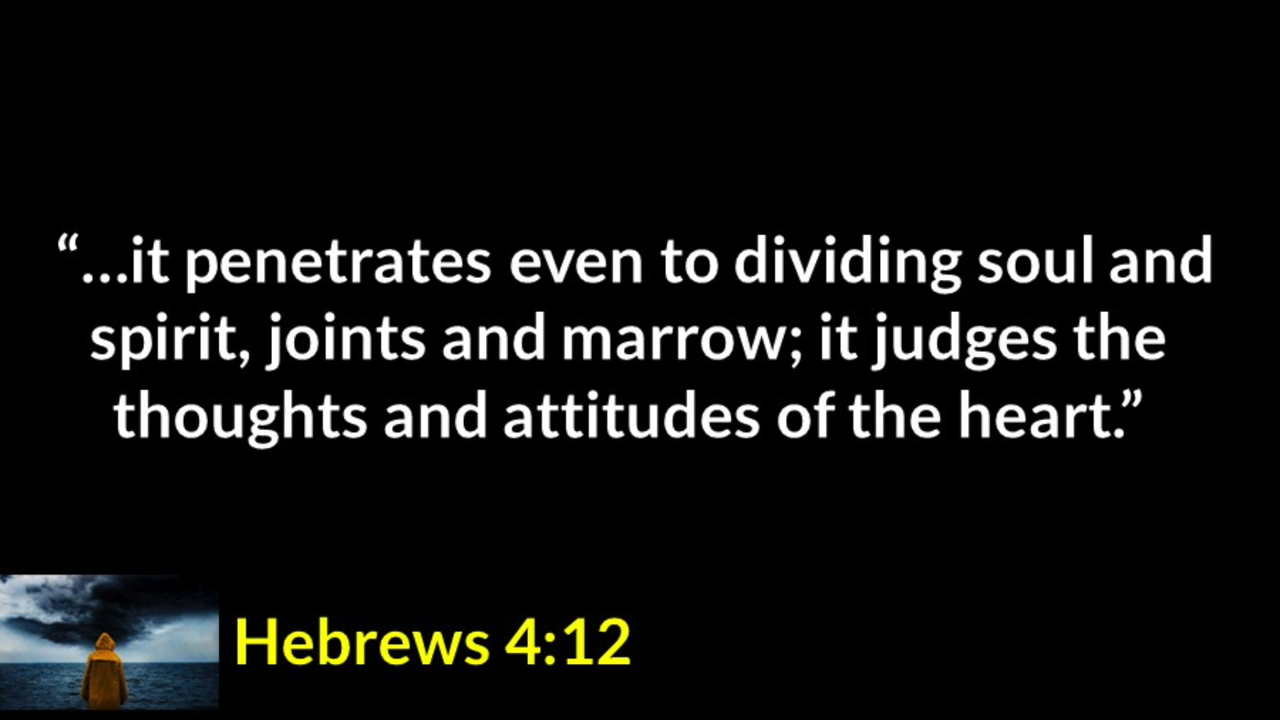 “...it penetrates even to dividing soul and
spirit, joints and marrow; it judges the
thoughts and attitudes of the heart.”
Hebrews 4:12